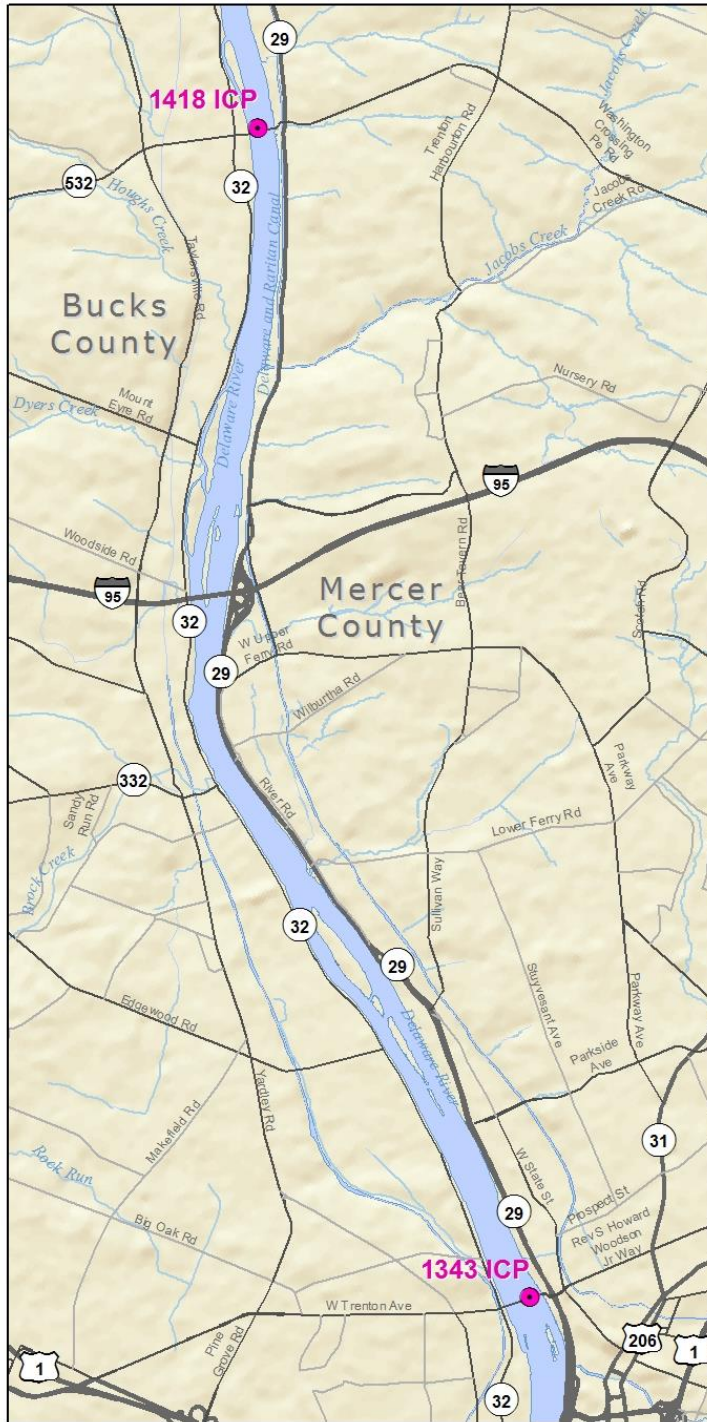 29
1418 ICP
Jacobs Creek
Trenton
Harbourton Rd
Washington
Crossing
Pe Rd
532
32
Houghs Creek
Jacobs
Creek Rd
Taylorsville Rd
Delaware and Raritan Canal
Jacobs Creek
Bucks
County
Delaware River
Mount
Eyre Rd
Dyers Creek
Nursery Rd
95
Woodside Rd
Bear Tavern Rd
95
Mercer
County
Scotch Rd
32
W Upper
Ferry Rd
29
Wilburtha Rd
332
River Rd
Parkway
Ave
Sandy
Run Rd
Lower Ferry Rd
Brock Creek
Sullivan Way
32
29
Stuyvesant Ave
Edgewood Rd
Delaware River
Parkway Ave
Parkside
Ave
Yardley Rd
Makefield Rd
31
Rock Run
W State St
Big Oak Rd
29
Prospect St
Rev S Howard
Woodson
Jr Way
1343 ICP
W Trenton Ave
Pine
Grove Rd
206
1
1
32